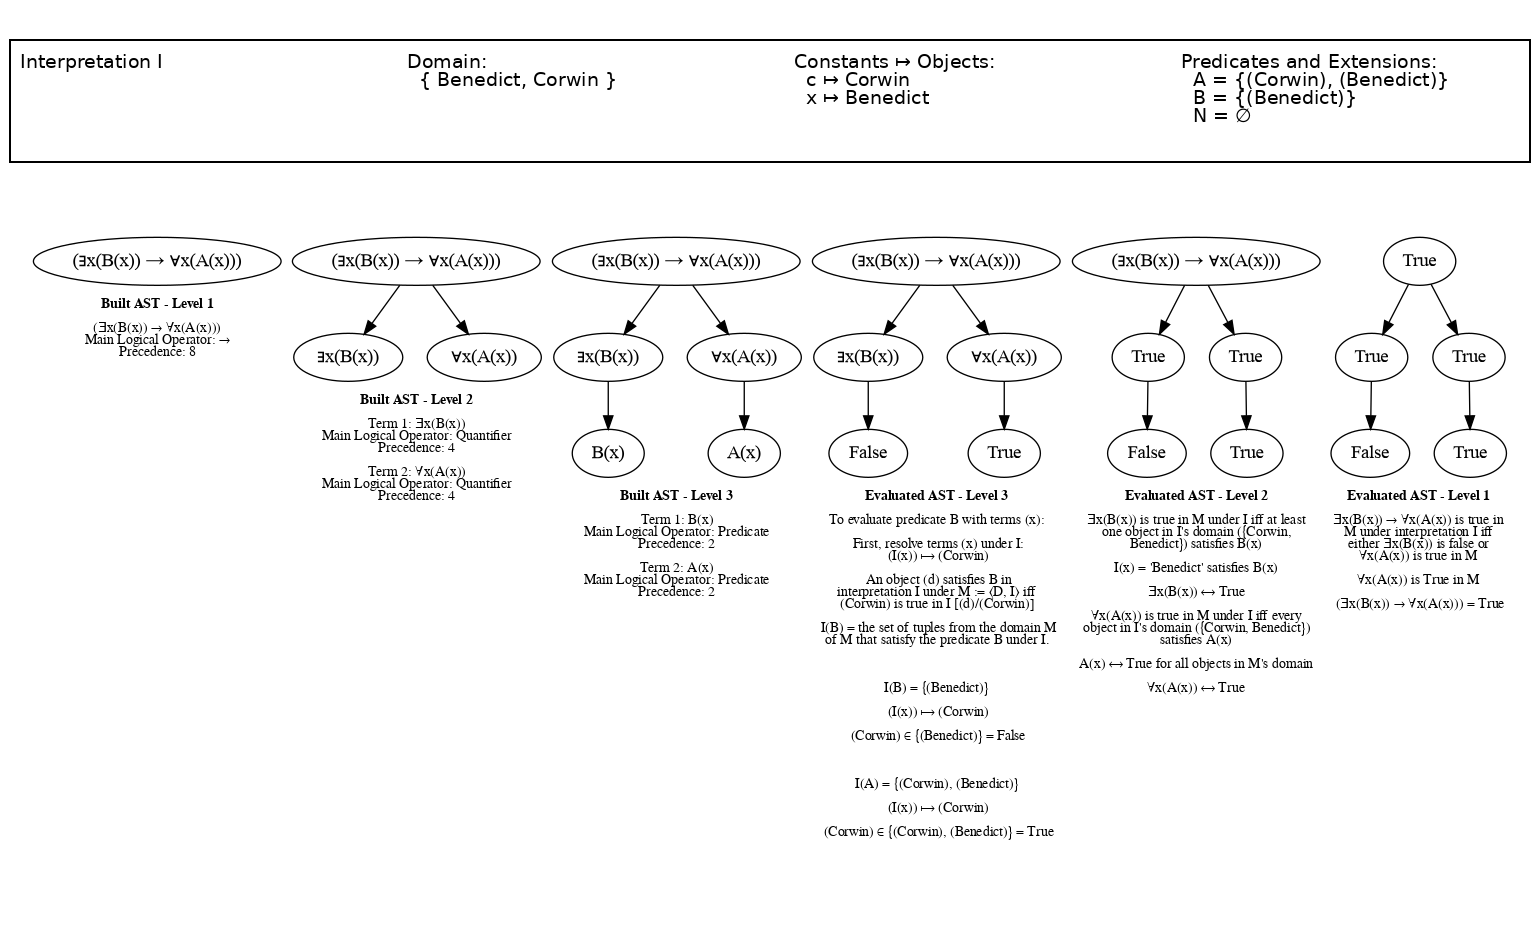 Interpretation I
Domain:
{ Benedict, Corwin }
Constants ↦ Objects:
c ↦ Corwin
x ↦ Benedict
Predicates and Extensions:
A = {(Corwin), (Benedict)}
B = {(Benedict)}
N = ∅
(∃x(B(x)) → ∀x(A(x)))
Built AST - Level 1
(∃x(B(x)) → ∀x(A(x)))
Main Logical Operator: →
Precedence: 8
(∃x(B(x)) → ∀x(A(x)))
∃x(B(x))
∀x(A(x))
Built AST - Level 2
Term 1: ∃x(B(x))
Main Logical Operator: Quantifier
Precedence: 4
Term 2: ∀x(A(x))
Main Logical Operator: Quantifier
Precedence: 4
(∃x(B(x)) → ∀x(A(x)))
∃x(B(x))
∀x(A(x))
B(x)
A(x)
Built AST - Level 3
Term 1: B(x)
Main Logical Operator: Predicate
Precedence: 2
Term 2: A(x)
Main Logical Operator: Predicate
Precedence: 2
(∃x(B(x)) → ∀x(A(x)))
∃x(B(x))
∀x(A(x))
False
True
Evaluated AST - Level 3
To evaluate predicate B with terms (x):
First, resolve terms (x) under I:
(I(x)) ↦ (Corwin)
An object (d) satisfies B in
interpretation I under M := ⟨D, I⟩ iff
(Corwin) is true in I [(d)/(Corwin)]
I(B) = the set of tuples from the domain M
of M that satisfy the predicate B under I.
I(B) = {(Benedict)}
(I(x)) ↦ (Corwin)
(Corwin) ∈ {(Benedict)} = False
I(A) = {(Corwin), (Benedict)}
(I(x)) ↦ (Corwin)
(Corwin) ∈ {(Corwin), (Benedict)} = True
(∃x(B(x)) → ∀x(A(x)))
True
True
False
True
Evaluated AST - Level 2
∃x(B(x)) is true in M under I iff at least
one object in I's domain ({Corwin,
Benedict}) satisfies B(x)
I(x) = 'Benedict' satisfies B(x)
∃x(B(x)) ↔ True
∀x(A(x)) is true in M under I iff every
object in I's domain ({Corwin, Benedict})
satisfies A(x)
A(x) ↔ True for all objects in M's domain
∀x(A(x)) ↔ True
True
True
True
False
True
Evaluated AST - Level 1
∃x(B(x)) → ∀x(A(x)) is true in
M under interpretation I iff
either ∃x(B(x)) is false or
∀x(A(x)) is true in M
∀x(A(x)) is True in M
(∃x(B(x)) → ∀x(A(x))) = True